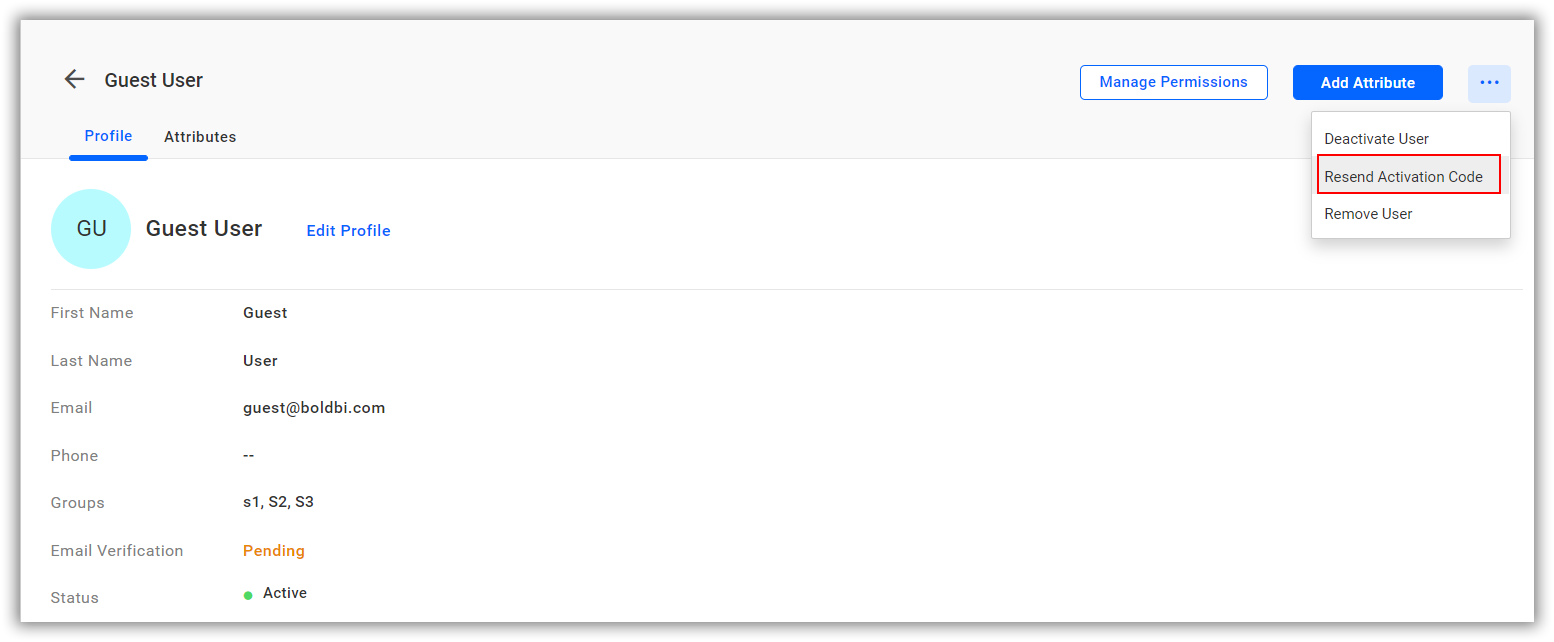 Guest User
Manage Permissions
Add Attribute
...
Profile
Attributes
Deactivate User
Resend Activation Code
Remove User
GU
Guest User
Edit Profile
First Name Guest
Last Name User
Email guest@boldbi.com
Phone --
Groups s1, S2, S3
Email Verification Pending
Status Active